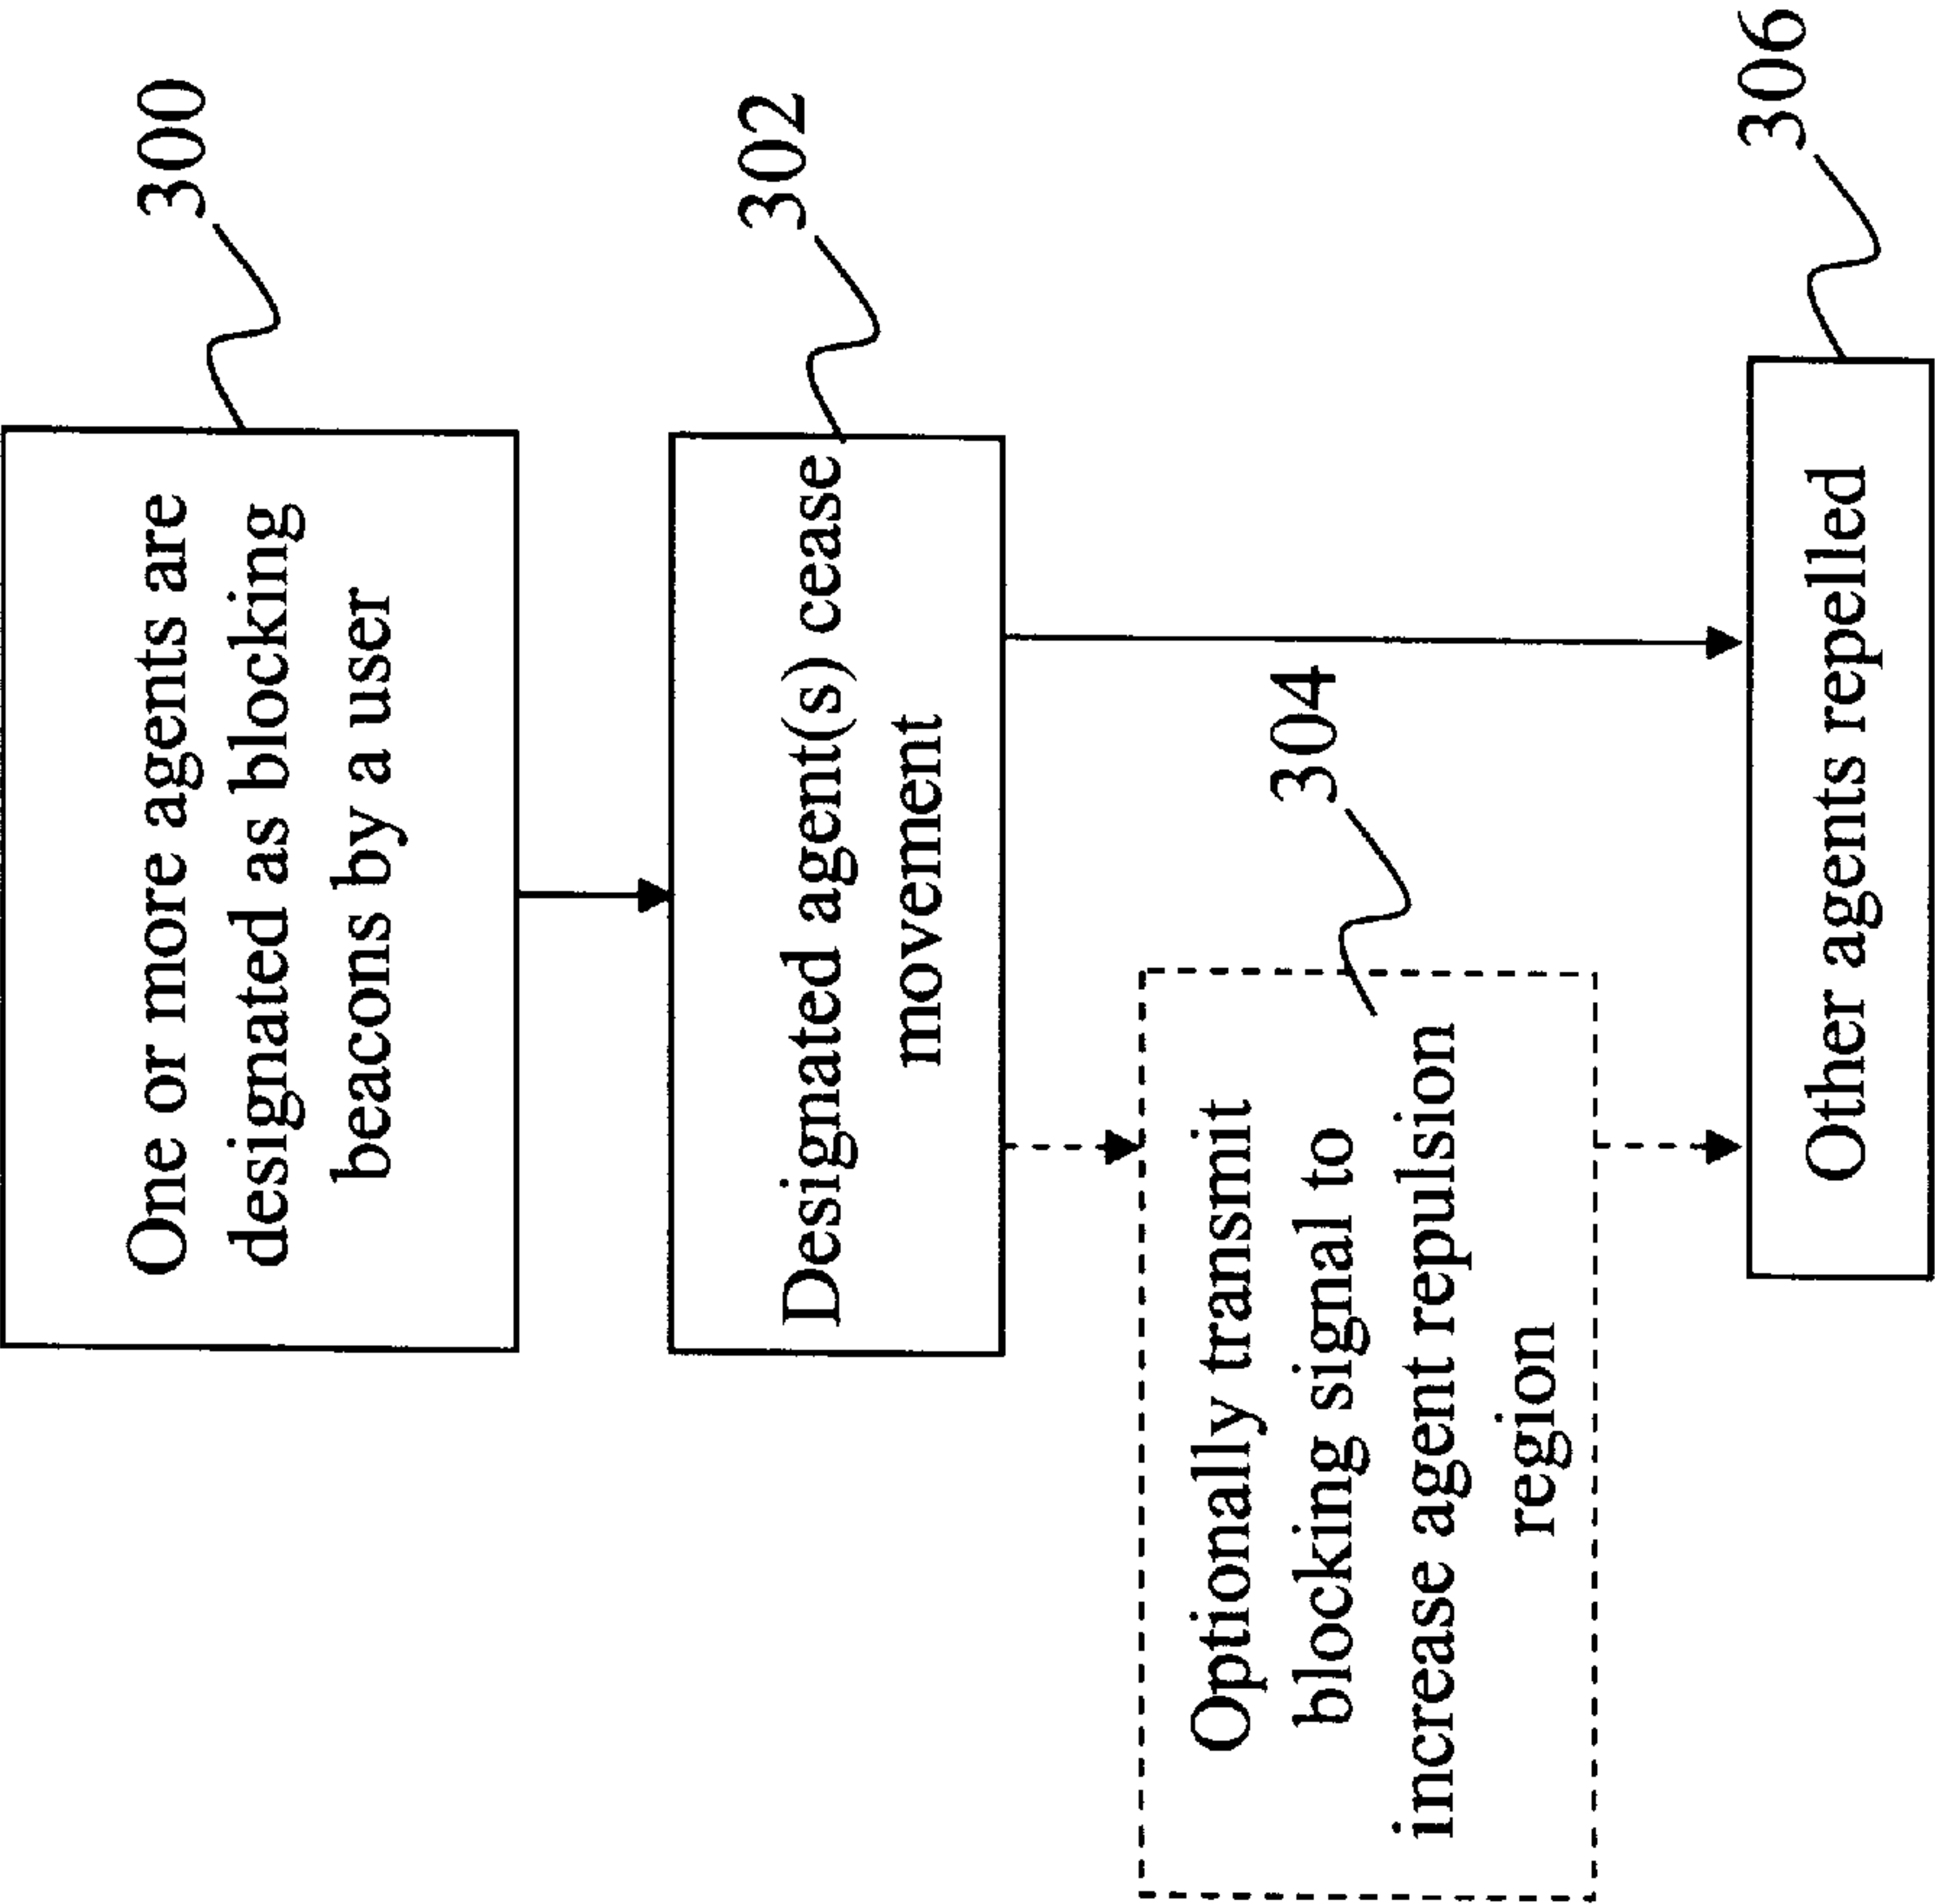 One or more agents are
designated as blocking
beacons by a user
300
Designated agent(s) cease
movement
302
Optionally transmit
blocking signal to
increase agent repulsion
region
304
Other agents repelled
306